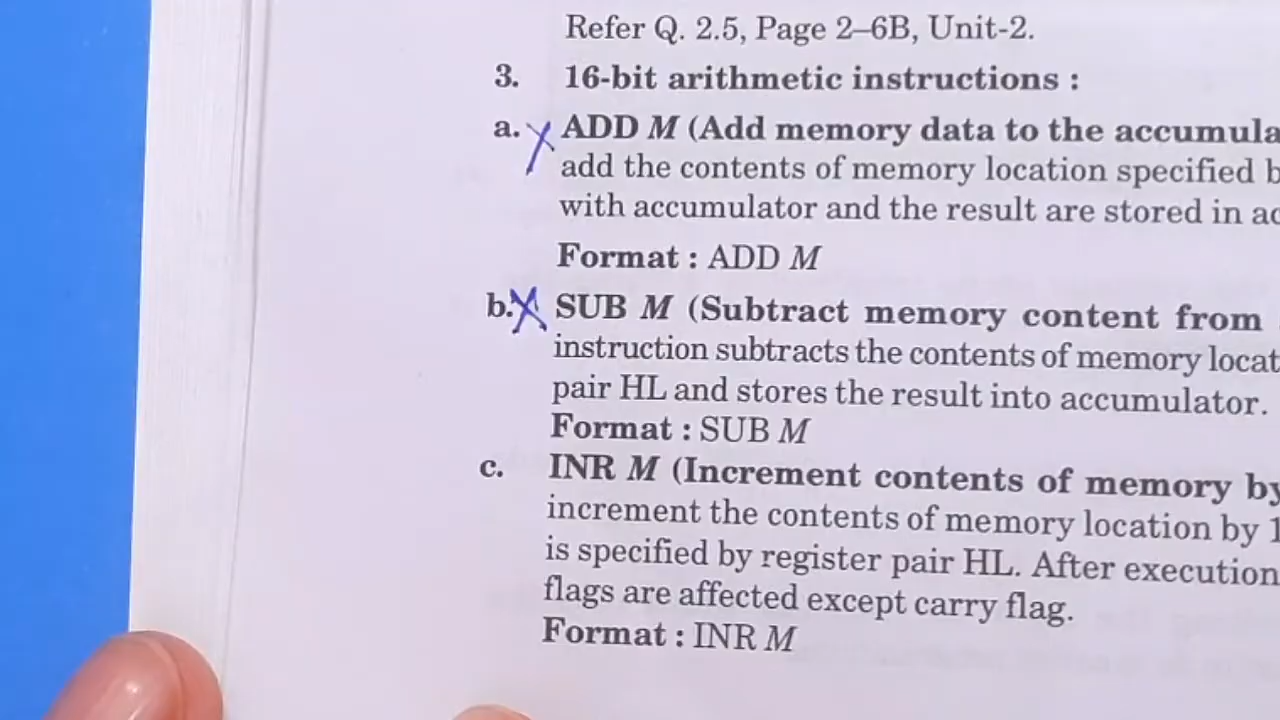 Refer Q. 2.5, Page 2–6B, Unit-2.
3. 16-bit arithmetic instructions :
a. ADD M (Add memory data to the
add the contents of memory location specified
with accumulator and the result are stored in
Format : ADD M
b. SUB M (Subtract memory content from
instruction subtracts the contents of memory
pair HL and stores the result into accumulator.
Format : SUB M
c. INR M (Increment contents of memory by
increment the contents of memory location by 1
is specified by register pair HL. After execution
flags are affected except carry flag.
Format : INR M